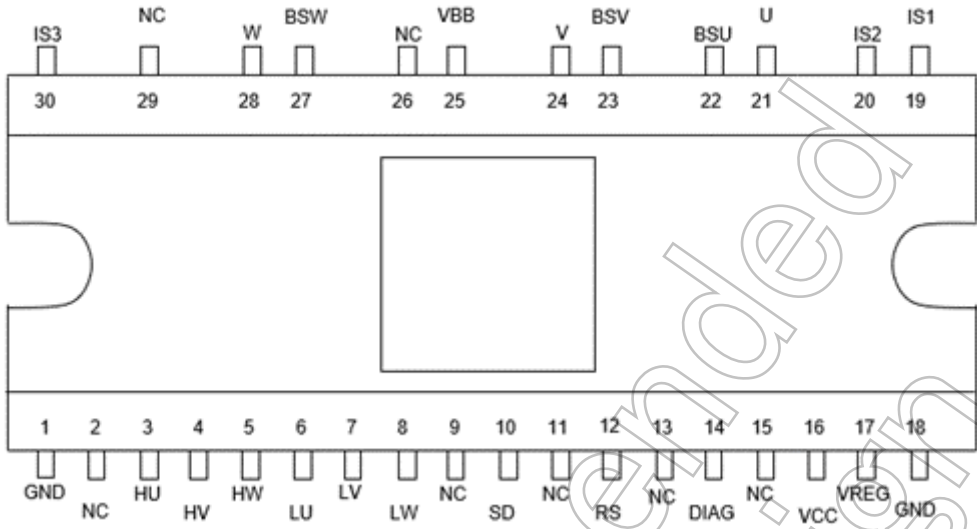 NC BSW VBB BSV U IS1
IS3 W NC V BSU IS2
30 29 28 27 26 25 24 23 22 21 20 19
1 2 3 4 5 6 7 8 9 10 11 12 13 14 15 16 17 18
GND HU HW LV NC NC NC NC VREG
NC HV LU LW SD RS DIAG VCC GND